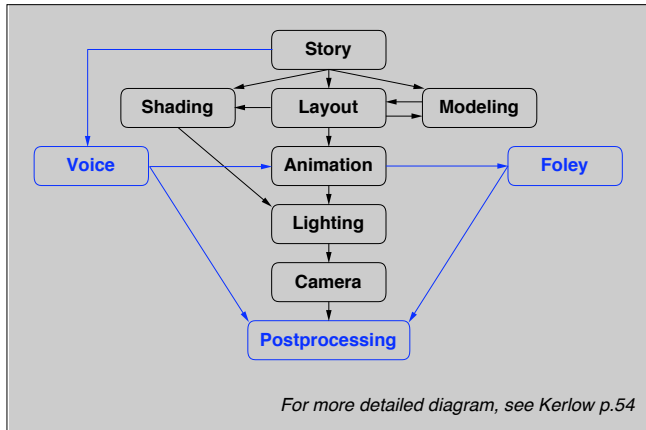 Story
Shading Layout Modeling
Voice Animation Foley
Lighting
Camera
Postprocessing
For more detailed diagram, see Kerlow p.54